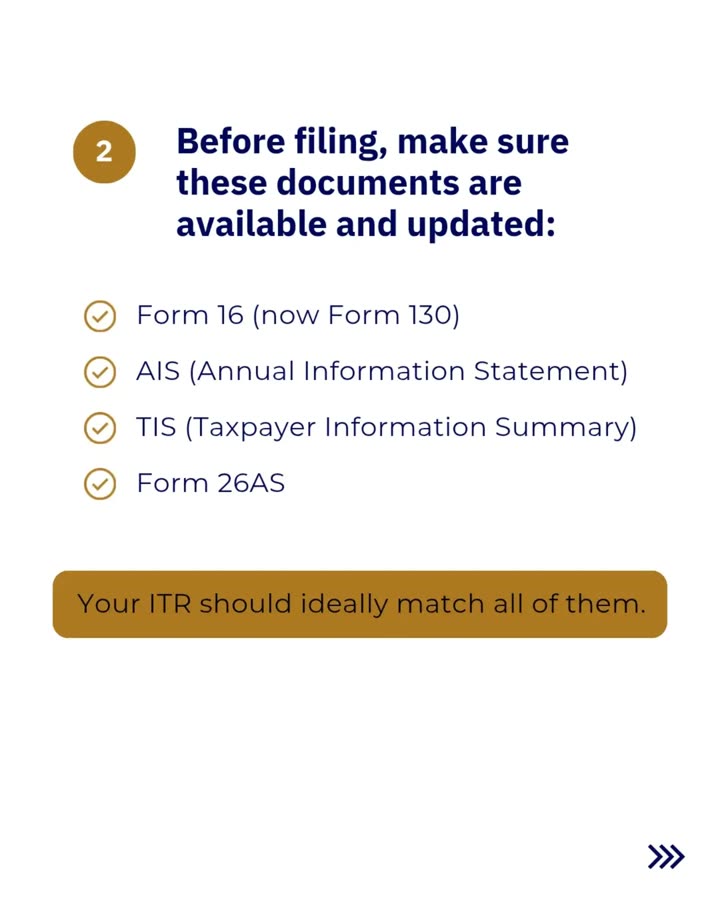 2
Before filing, make sure
these documents are
available and updated:
Form 16 (now Form 130)
AIS (Annual Information Statement)
TIS (Taxpayer Information Summary)
Form 26AS
Your ITR should ideally match all of them.